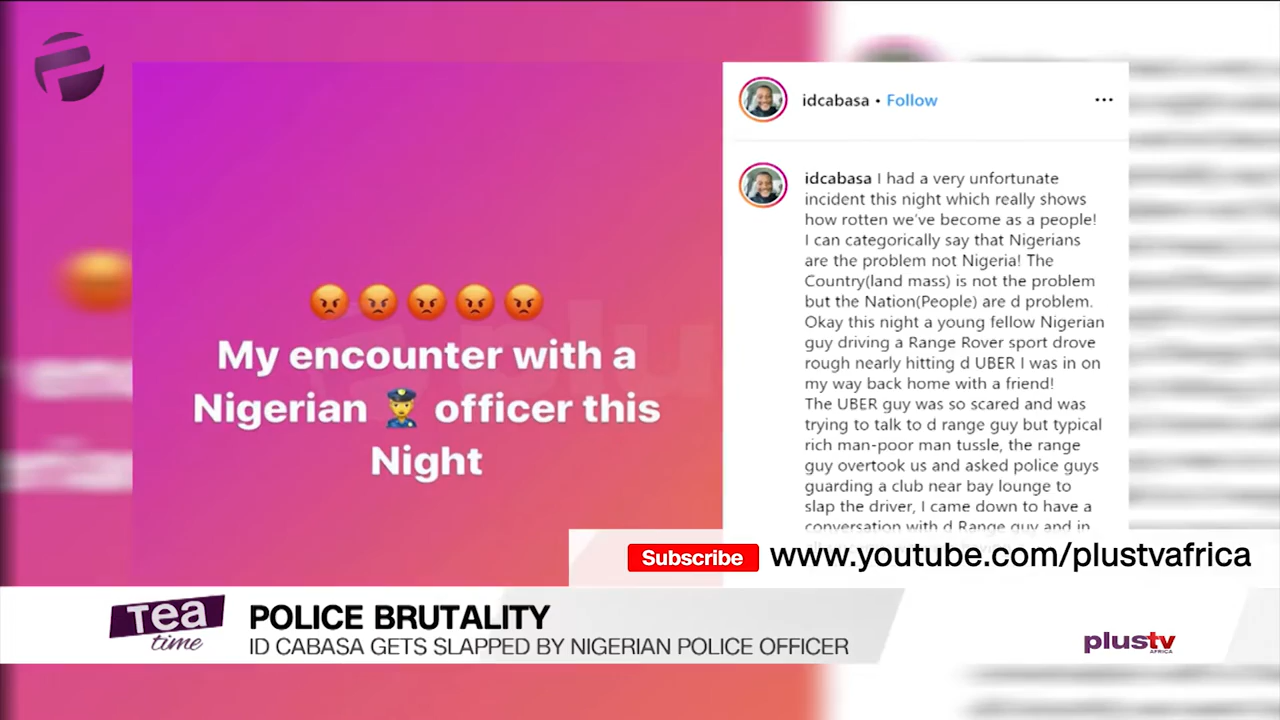 idcabasa • Follow
idcabasa I had a very unfortunate
incident this night which really shows
how rotten we've become as a people!
I can categorically say that Nigerians
are the problem not Nigeria! The
Country(land mass) is not the problem
but the Nation(People) are d problem.
Okay this night a young fellow Nigerian
guy driving a Range Rover sport drove
rough nearly hitting d UBER I was in on
my way back home with a friend!
The UBER guy was so scared and was
trying to talk to d range guy but typical
rich man-poor man tussle, the range
guy overtook us and asked police guys
guarding a club near bay lounge to
slap the driver, I came down to have a
conversation with d Range guy and in
My encounter with a
Nigerian 👮 officer this
Night
Subscribe www.youtube.com/plustvafrica
Tea
time
POLICE BRUTALITY
ID CABASA GETS SLAPPED BY NIGERIAN POLICE OFFICER
plustv
AFRICA